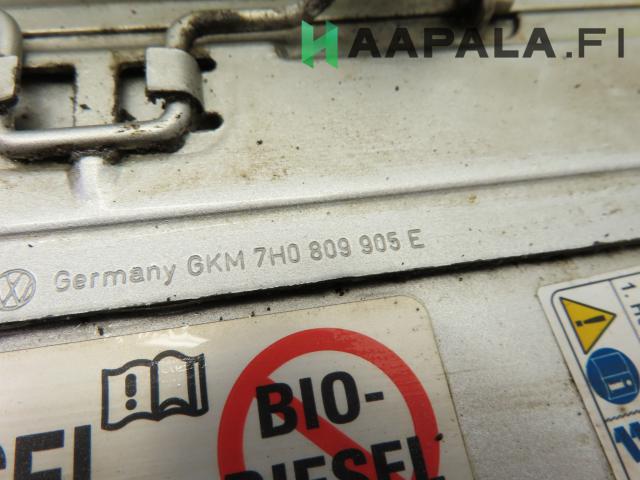 HAAPALA.FI
Germany GKM 7H0 809 905 E
BIO-
DIESEL